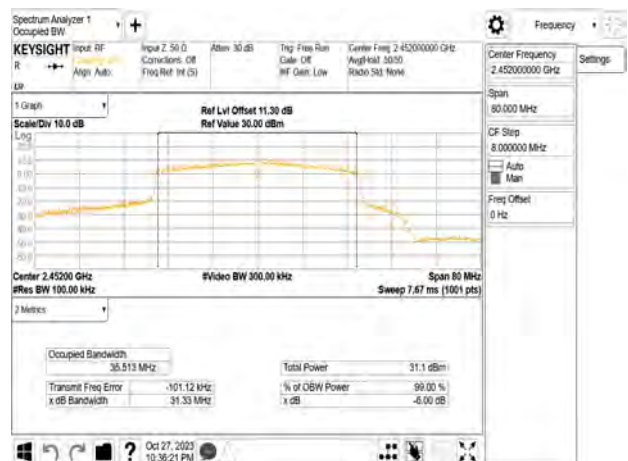 Spectrum Analyzer 1
Occupied BW
KEYSIGHT
Input: RF
Align: Auto
Input Z: 50 Ω
Corrections: Off
Freq Ref: Int (S)
Atten: 30 dB
Trig: Free Run
Gate: Off
#IF Gain: Low
Center Freq: 2.452000000 GHz
Avg|Hold: 50/50
Radio Std: None
1 Graph
Scale/Div 10.0 dB
Ref Lvl Offset 11.30 dB
Ref Value 30.00 dBm
Log
Center 2.45200 GHz
#Res BW 100.00 kHz
#Video BW 300.00 kHz
Span 80 MHz
Sweep 7.67 ms (1001 pts)
2 Metrics
Occupied Bandwidth
35.513 MHz
Total Power 31.1 dBm
Transmit Freq Error -101.12 kHz
% of OBW Power 99.00 %
x dB Bandwidth 31.33 MHz
x dB -6.00 dB
Oct 27, 2023
10:36:21 PM
Frequency
Settings
Center Frequency
2.452000000 GHz
Span
80.000 MHz
CF Step
8.000000 MHz
Auto
Man
Freq Offset
0 Hz